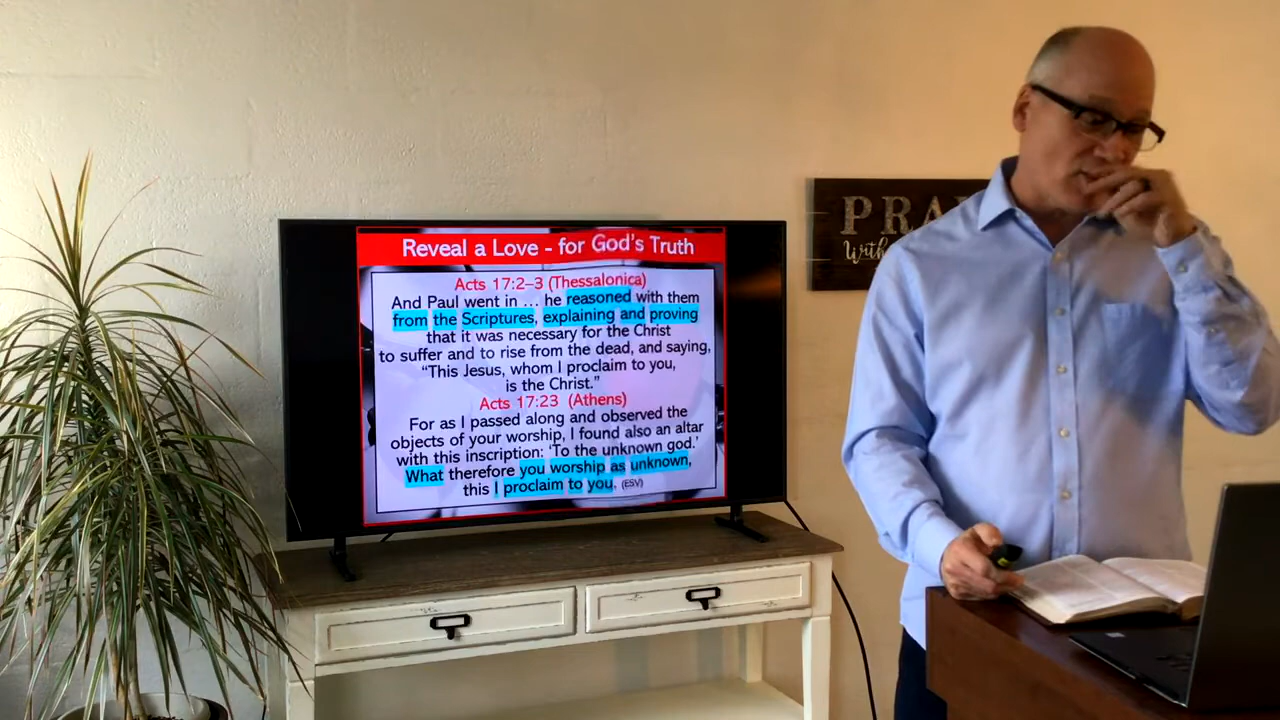 Reveal a Love - for God's Truth
Acts 17:2–3 (Thessalonica)
And Paul went in ... he reasoned with them
from the Scriptures, explaining and proving
that it was necessary for the Christ
to suffer and to rise from the dead, and saying,
“This Jesus, whom I proclaim to you,
is the Christ.”
Acts 17:23 (Athens)
For as I passed along and observed the
objects of your worship, I found also an altar
with this inscription: ‘To the unknown god.’
What therefore you worship as unknown,
this I proclaim to you. (ESV)
With